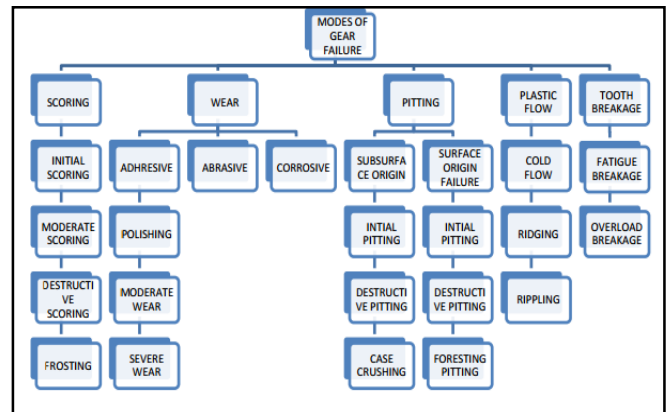 MODES OF
GEAR
FAILURE
SCORING
WEAR
PITTING
PLASTIC
FLOW
TOOTH
BREAKAGE
INITIAL
SCORING
ADHRESIVE
ABRASIVE
CORROSIVE
SUBSURFA
CE ORIGIN
SURFACE
ORIGIN
FAILURE
COLD
FLOW
FATIGUE
BREAKAGE
MODERATE
SCORING
POLISHING
INTIAL
PITTING
INTIAL
PITTING
RIDGING
OVERLOAD
BREAKAGE
DESTRUCTI
VE
SCORING
MODERATE
WEAR
DESTRUCTI
VE PITTING
DESTRUCTI
VE PITTING
RIPPLING
FROSTING
SEVERE
WEAR
CASE
CRUSHING
FORESTING
PITTING